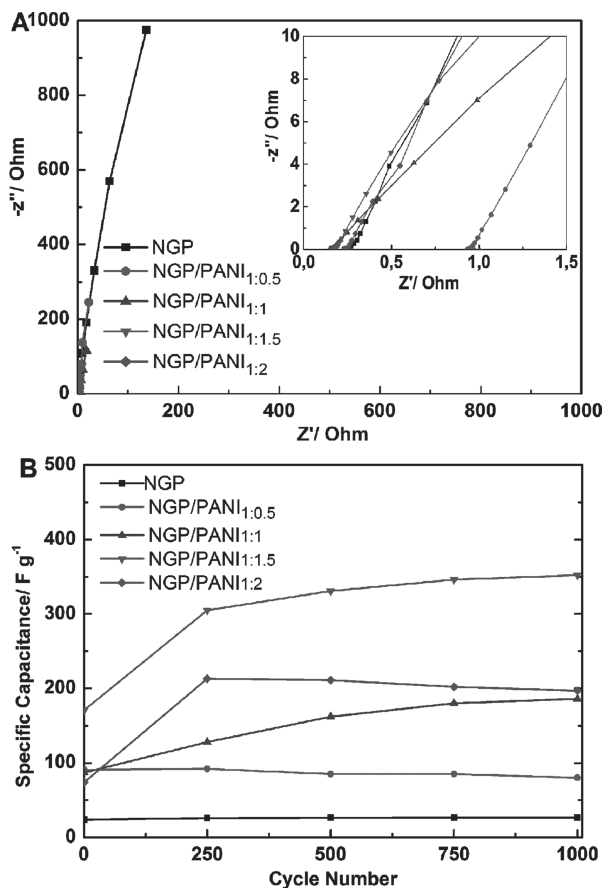 A
-z''/ Ohm
1000
800
600
400
200
0
0
200
400
600
800
1000
Z'/ Ohm
NGP
NGP/PANI1:0.5
NGP/PANI1:1
NGP/PANI1:1.5
NGP/PANI1:2
-z''/ Ohm
10
8
6
4
2
0
0,0
0,5
1,0
1,5
Z'/ Ohm
B
Specific Capacitance/ F g-1
500
400
300
200
100
0
0
250
500
750
1000
Cycle Number
NGP
NGP/PANI1:0.5
NGP/PANI1:1
NGP/PANI1:1.5
NGP/PANI1:2